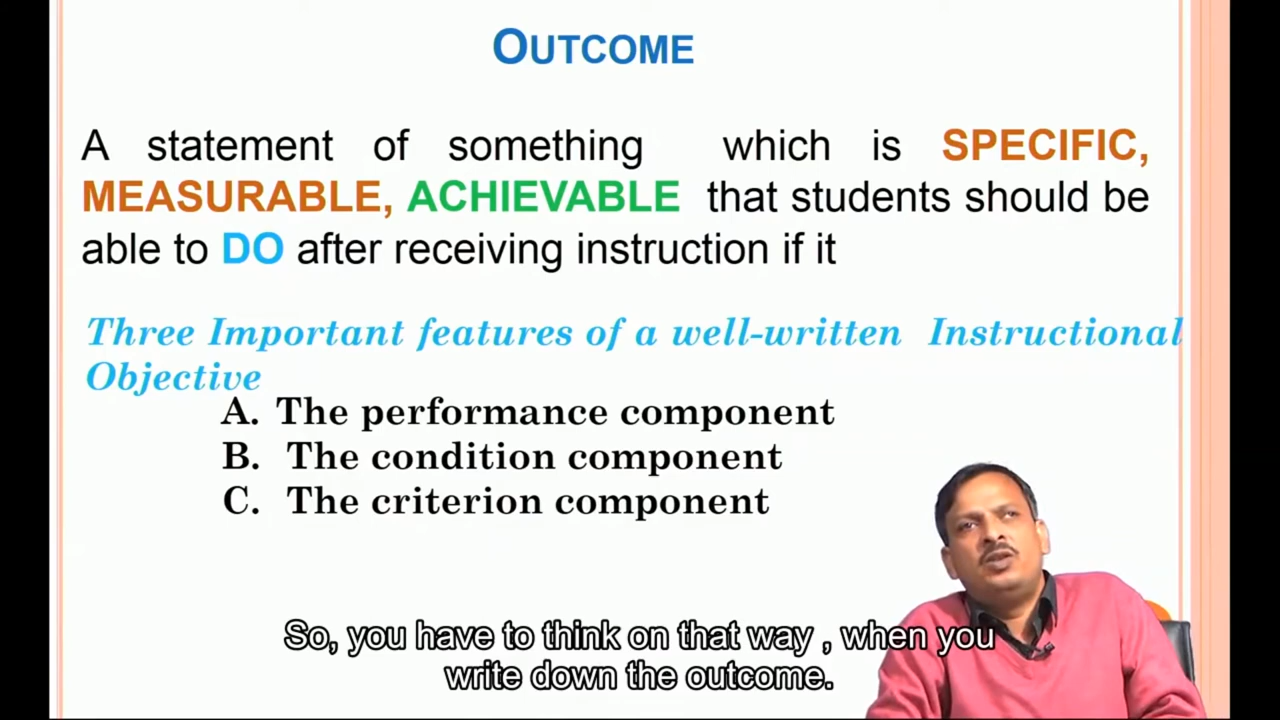 OUTCOME
A statement of something which is SPECIFIC,
MEASURABLE, ACHIEVABLE that students should be
able to DO after receiving instruction if it
Three Important features of a well-written Instructional
Objective
A. The performance component
B. The condition component
C. The criterion component
So, you have to think on that way , when you
write down the outcome.